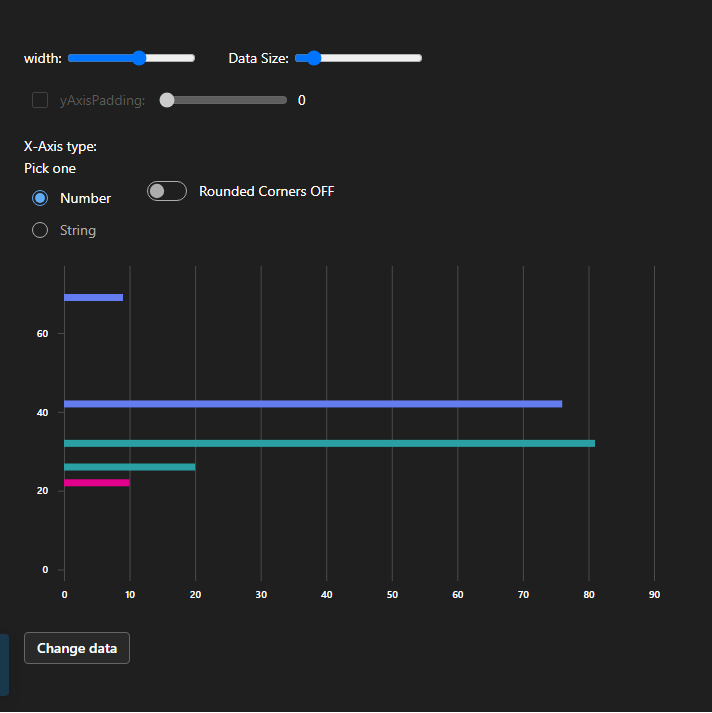 width: Data Size:
yAxisPadding: 0
X-Axis type:
Pick one
Number
Rounded Corners OFF
String
60
40
20
0
0 10 20 30 40 50 60 70 80 90
Change data